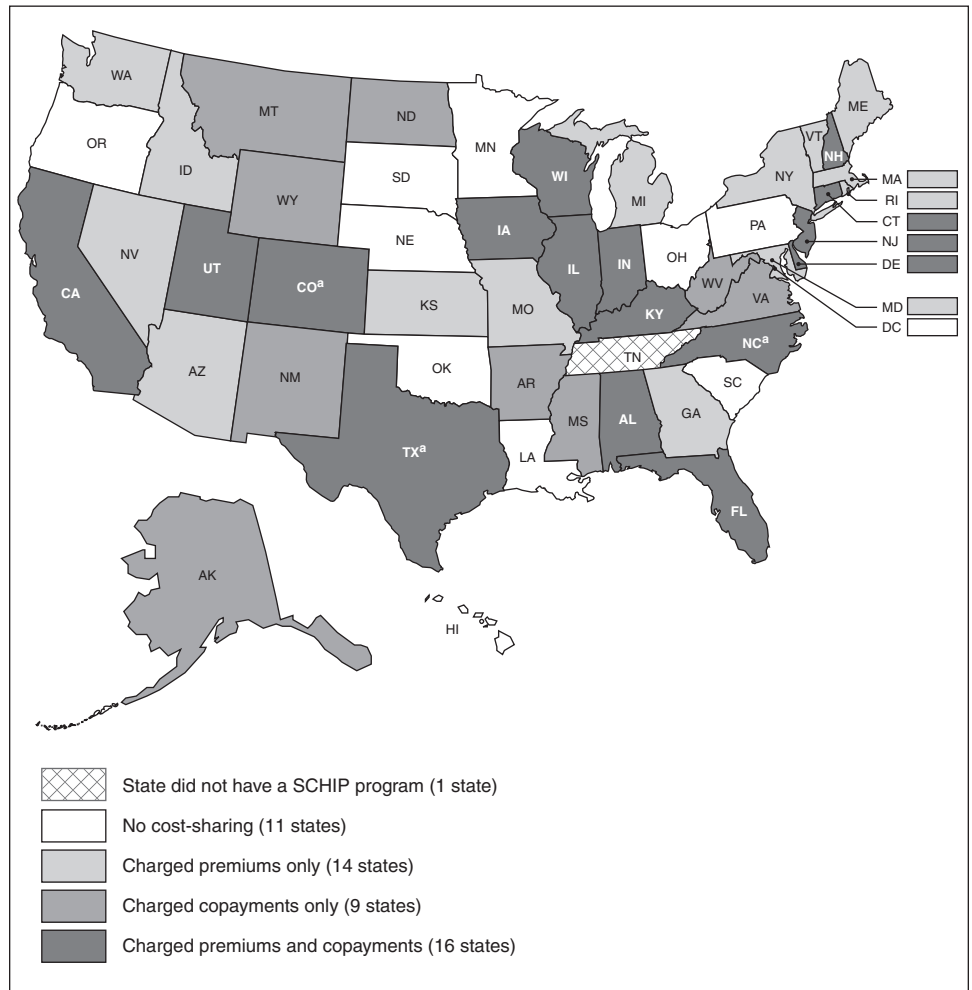 WA
MT
ND
MN
ME
VT
NH
OR
ID
SD
WI
NY
MI
MA
RI
CT
NJ
DE
MD
DC
WY
IA
NE
PA
NV
UT
COa
IL
IN
OH
WV
VA
CA
KS
MO
KY
NCa
AZ
NM
OK
AR
TN
SC
MS
AL
GA
TXa
LA
FL
AK
HI
State did not have a SCHIP program (1 state)
No cost-sharing (11 states)
Charged premiums only (14 states)
Charged copayments only (9 states)
Charged premiums and copayments (16 states)